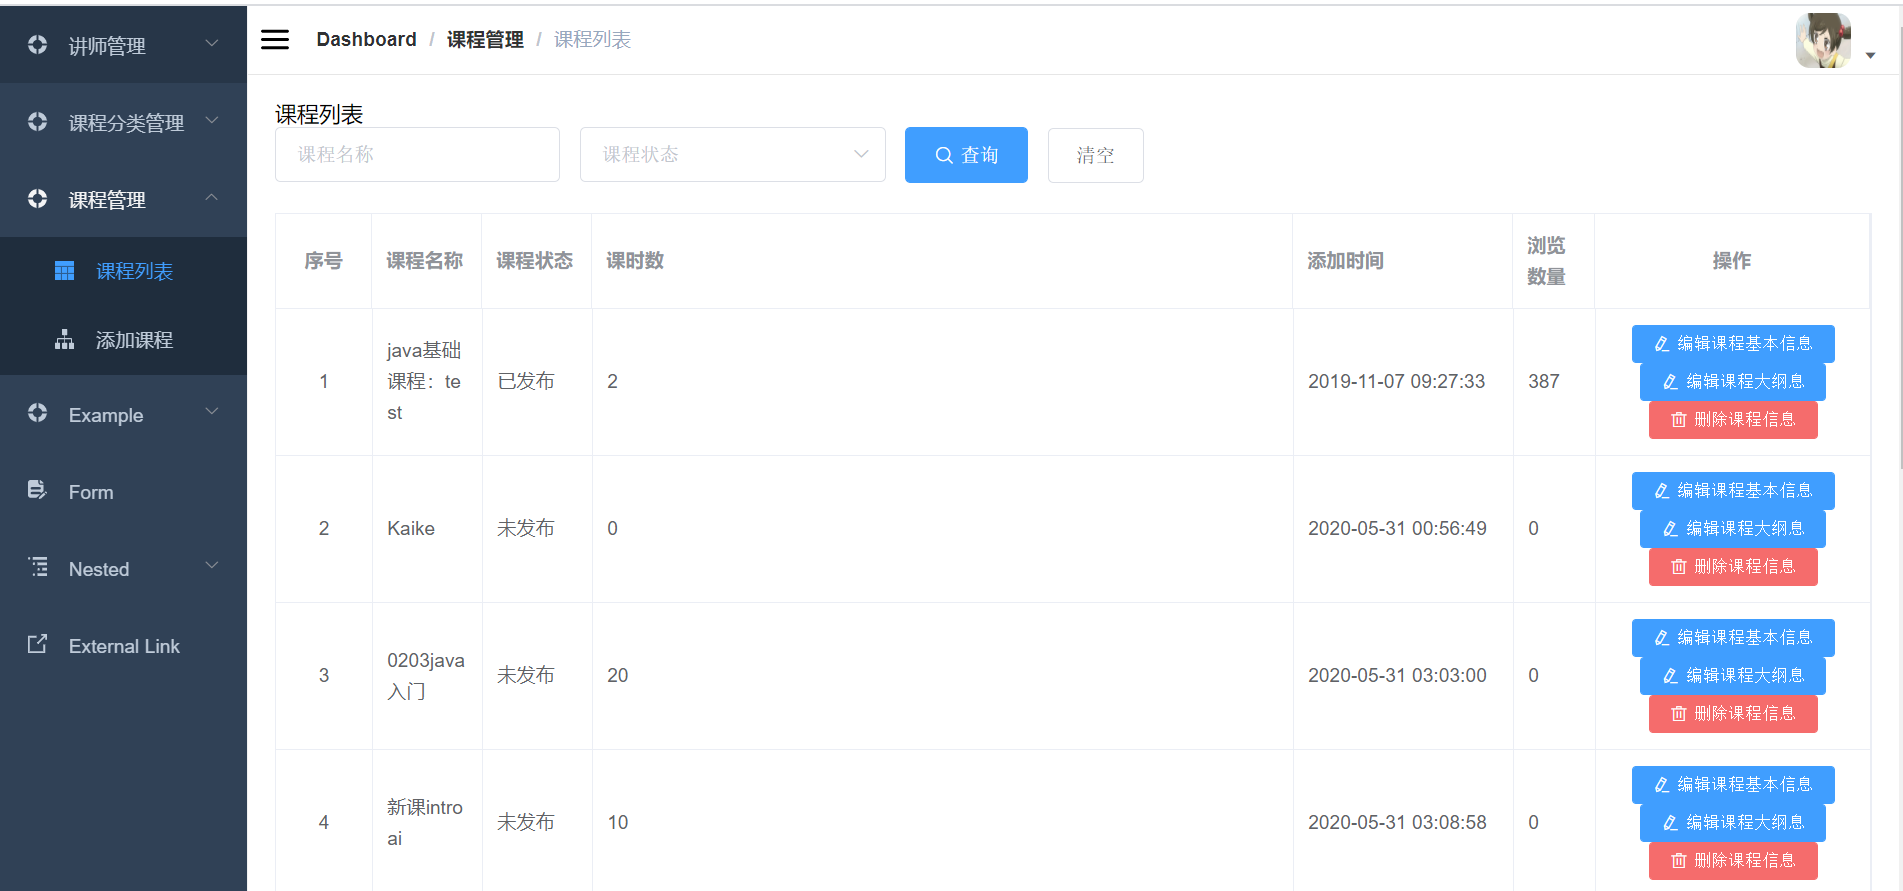 讲师管理
课程分类管理
课程管理
课程列表
添加课程
Example
Form
Nested
External Link
Dashboard / 课程管理 / 课程列表
课程列表
课程名称 课程状态 查询 清空
序号 课程名称 课程状态 课时数 添加时间 浏览
数量 操作
1 java基础
课程：te
st 已发布 2 2019-11-07 09:27:33 387
编辑课程基本信息
编辑课程大纲息
删除课程信息
2 Kaike 未发布 0 2020-05-31 00:56:49 0
编辑课程基本信息
编辑课程大纲息
删除课程信息
3 0203java
入门 未发布 20 2020-05-31 03:03:00 0
编辑课程基本信息
编辑课程大纲息
删除课程信息
4 新课intro
ai 未发布 10 2020-05-31 03:08:58 0
编辑课程基本信息
编辑课程大纲息
删除课程信息